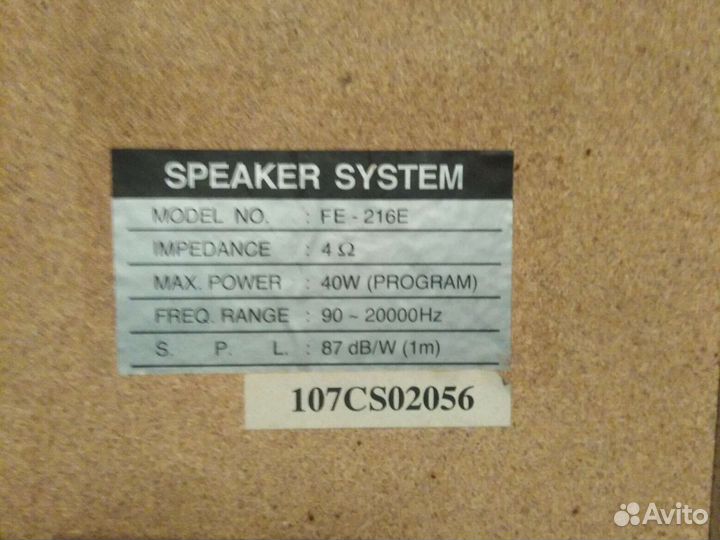 SPEAKER SYSTEM
MODEL NO. : FE - 216E
IMPEDANCE : 4 Ω
MAX. POWER : 40W (PROGRAM)
FREQ. RANGE : 90 ~ 20000Hz
S. P. L. : 87 dB/W (1m)
107CS02056
Avito